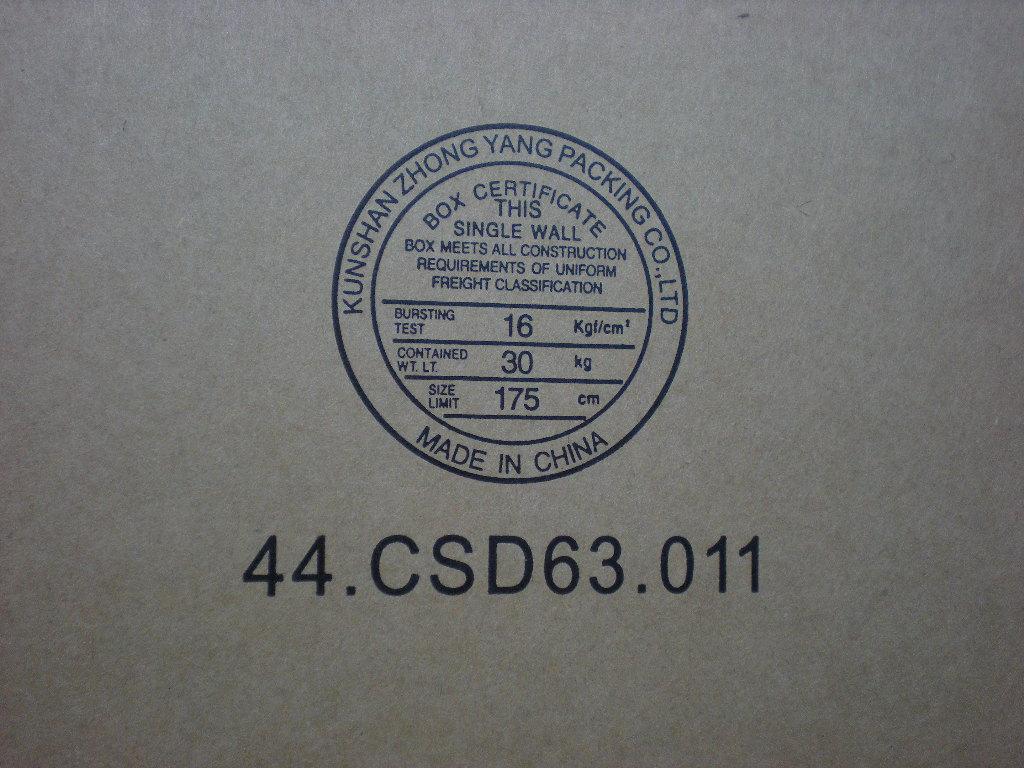 KUNSHAN ZHONG YANG PACKING CO.,LTD
BOX CERTIFICATE
THIS
SINGLE WALL
BOX MEETS ALL CONSTRUCTION
REQUIREMENTS OF UNIFORM
FREIGHT CLASSIFICATION
BURSTING TEST 16 Kgf/cm²
CONTAINED WT. LT. 30 kg
SIZE LIMIT 175 cm
MADE IN CHINA
44.CSD63.011